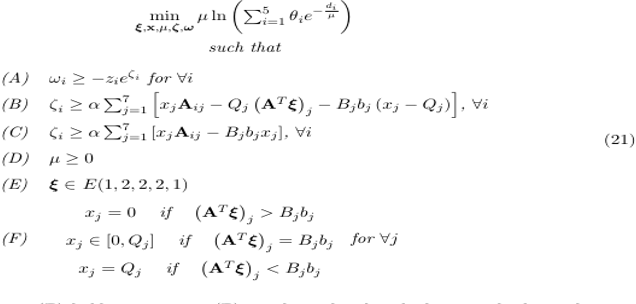 min_{ξ,x,μ,ζ,ω} μ ln ( ∑_{i=1}^{5} θ_i e^{-d_i/μ} )
such that
(A) ω_i ≥ −z_i e^{ζ_i} for ∀i
(B) ζ_i ≥ α ∑_{j=1}^{7} [ x_j A_{ij} − Q_j (A^T ξ)_j − B_j b_j (x_j − Q_j) ], ∀i
(C) ζ_i ≥ α ∑_{j=1}^{7} [x_j A_{ij} − B_j b_j x_j], ∀i
(21)
(D) μ ≥ 0
(E) ξ ∈ E(1, 2, 2, 2, 1)
x_j = 0 if (A^T ξ)_j > B_j b_j
(F) x_j ∈ [0, Q_j] if (A^T ξ)_j = B_j b_j for ∀j
x_j = Q_j if (A^T ξ)_j < B_j b_j